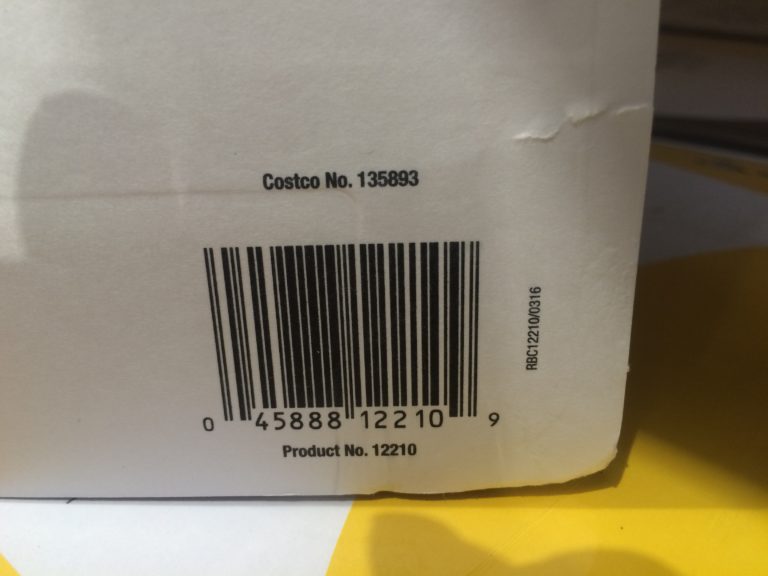 Costco No. 135893
RBC12210/0316
0 45888 12210 9
Product No. 12210